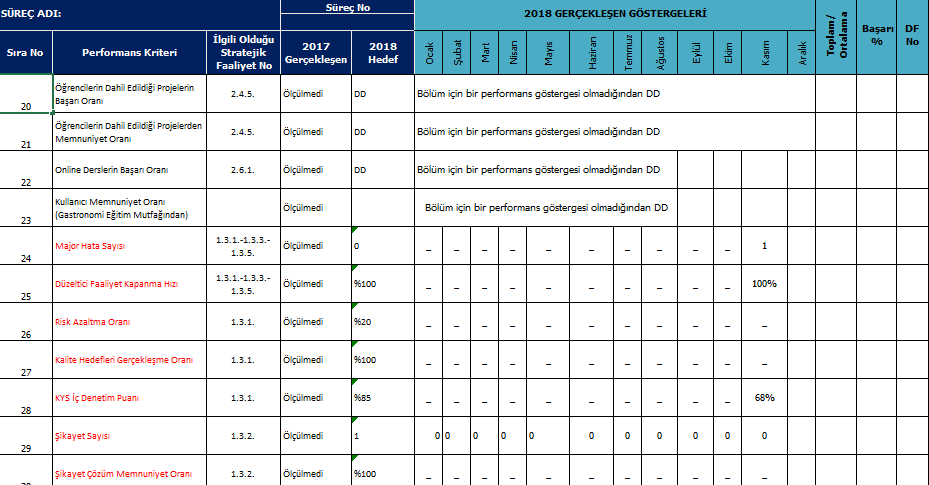 SÜREÇ ADI: Süreç No 2018 GERÇEKLEŞEN GÖSTERGELERİ Toplam/ Ortalama Başarı % DF No
Sıra No Performans Kriteri İlgili Olduğu Stratejik Faaliyet No 2017 Gerçekleşen 2018 Hedef Ocak Şubat Mart Nisan Mayıs Haziran Temmuz Ağustos Eylül Ekim Kasım Aralık
20 Öğrencilerin Dahil Edildiği Projelerin Başarı Oranı 2.4.5. Ölçülmedi DD Bölüm için bir performans göstergesi olmadığından DD
21 Öğrencilerin Dahil Edildiği Projelerden Memnuniyet Oranı 2.4.5. Ölçülmedi DD Bölüm için bir performans göstergesi olmadığından DD
22 Online Derslerin Başarı Oranı 2.6.1. Ölçülmedi DD Bölüm için bir performans göstergesi olmadığından DD
23 Kullanıcı Memnuniyet Oranı (Gastronomi Eğitim Mutfağından) Ölçülmedi Bölüm için bir performans göstergesi olmadığından DD
24 Major Hata Sayısı 1.3.1.-1.3.3.-1.3.5. Ölçülmedi 0 _ _ _ _ _ _ _ _ _ _ 1
25 Düzeltici Faaliyet Kapanma Hızı 1.3.1.-1.3.3.-1.3.5. Ölçülmedi %100 _ _ _ _ _ _ _ _ _ _ 100%
26 Risk Azaltma Oranı 1.3.1. Ölçülmedi %20 _ _ _ _ _ _ _ _ _ _ _
27 Kalite Hedefleri Gerçekleşme Oranı 1.3.1. Ölçülmedi %100 _ _ _ _ _ _ _ _ _ _ _
28 KYS İç Denetim Puanı 1.3.1. Ölçülmedi %85 _ _ _ _ _ _ _ _ _ _ 68%
29 Şikayet Sayısı 1.3.2. Ölçülmedi 1 0 0 0 0 0 0 0 0 0 0 0
Şikayet Çözüm Memnuniyet Oranı 1.3.2. Ölçülmedi %100 _ _ _ _ _ _ _ _ _ _ _